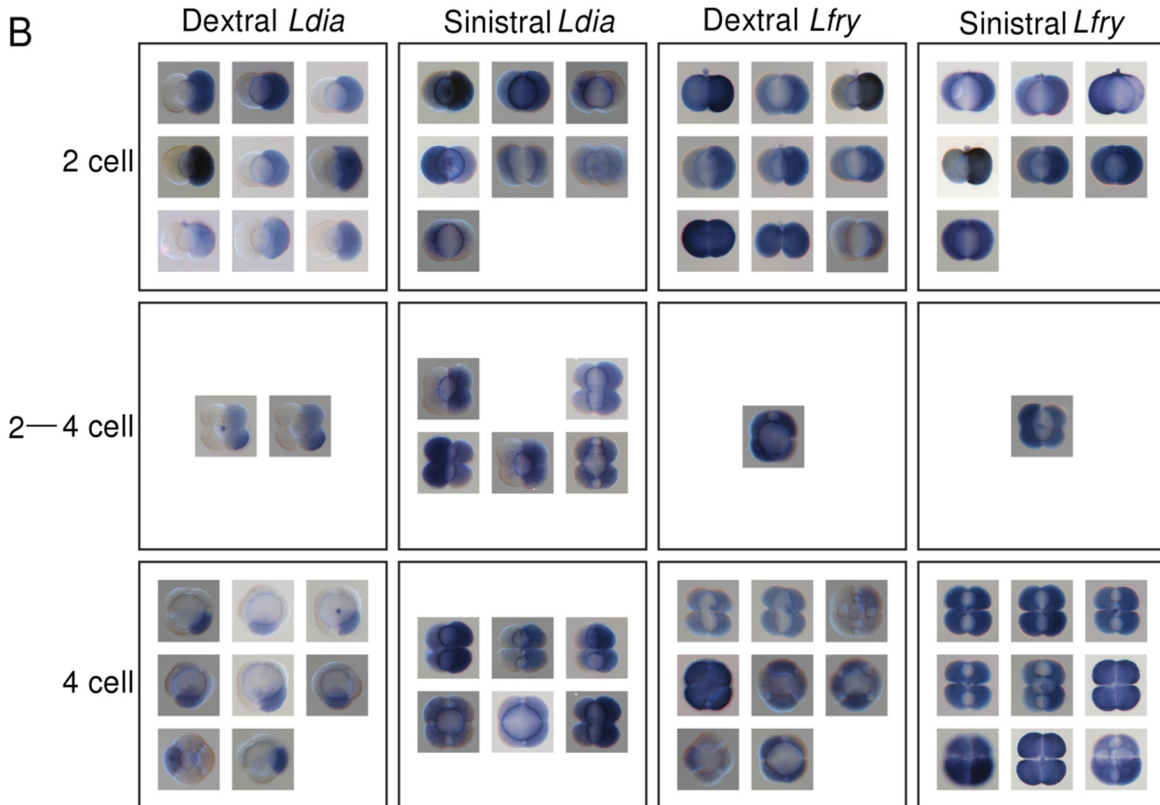 B
Dextral Ldia
Sinistral Ldia
Dextral Lfry
Sinistral Lfry
2 cell
2—4 cell
4 cell